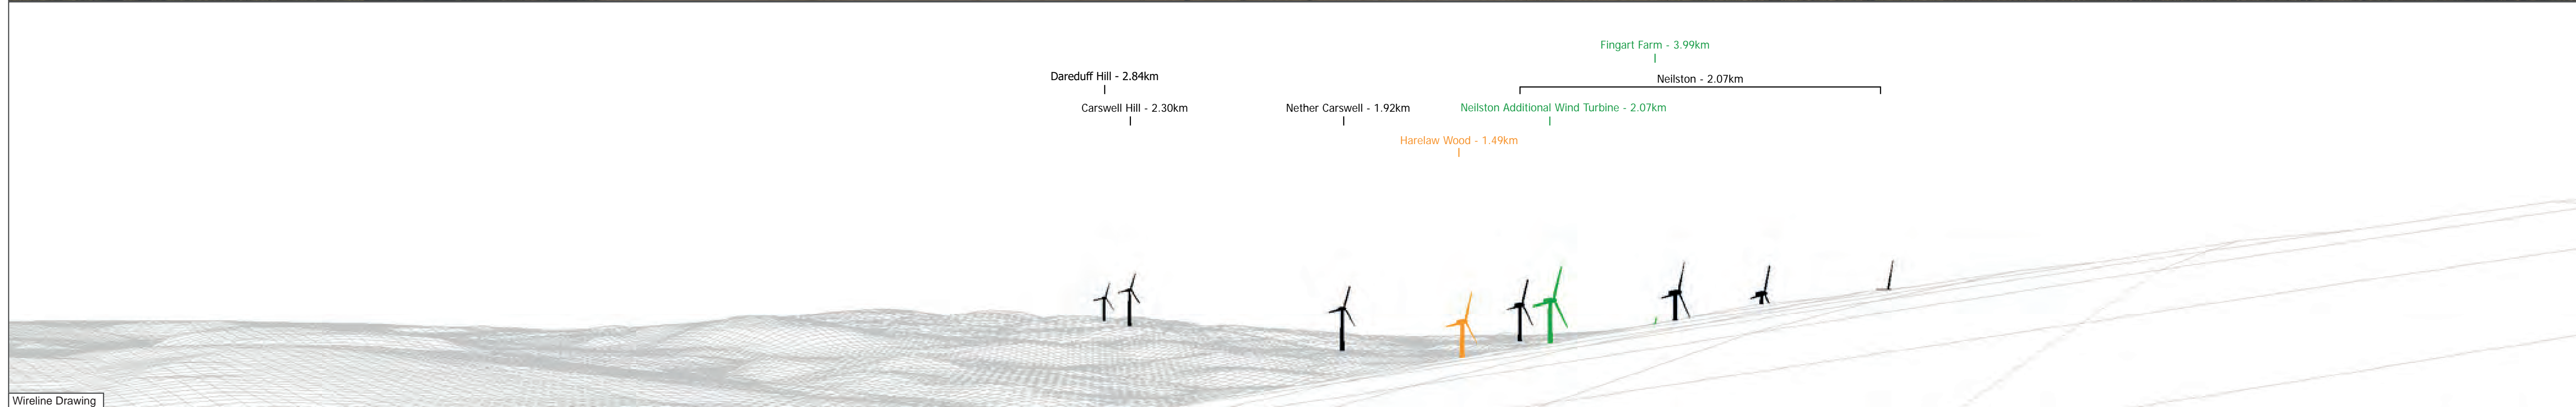 Fingart Farm - 3.99km
Dareduff Hill - 2.84km
Neilston - 2.07km
Carswell Hill - 2.30km
Nether Carswell - 1.92km
Neilston Additional Wind Turbine - 2.07km
Harelaw Wood - 1.49km
Wireline Drawing